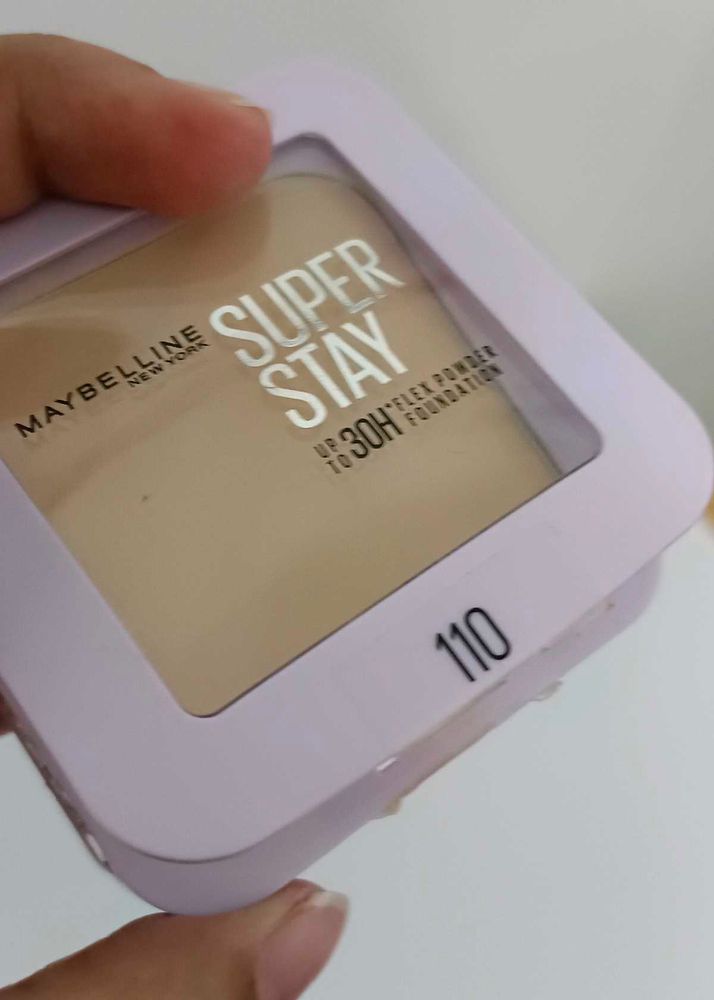 MAYBELLINE
NEW YORK
SUPER
STAY
UP TO 30H* FLEX POWDER
FOUNDATION
110